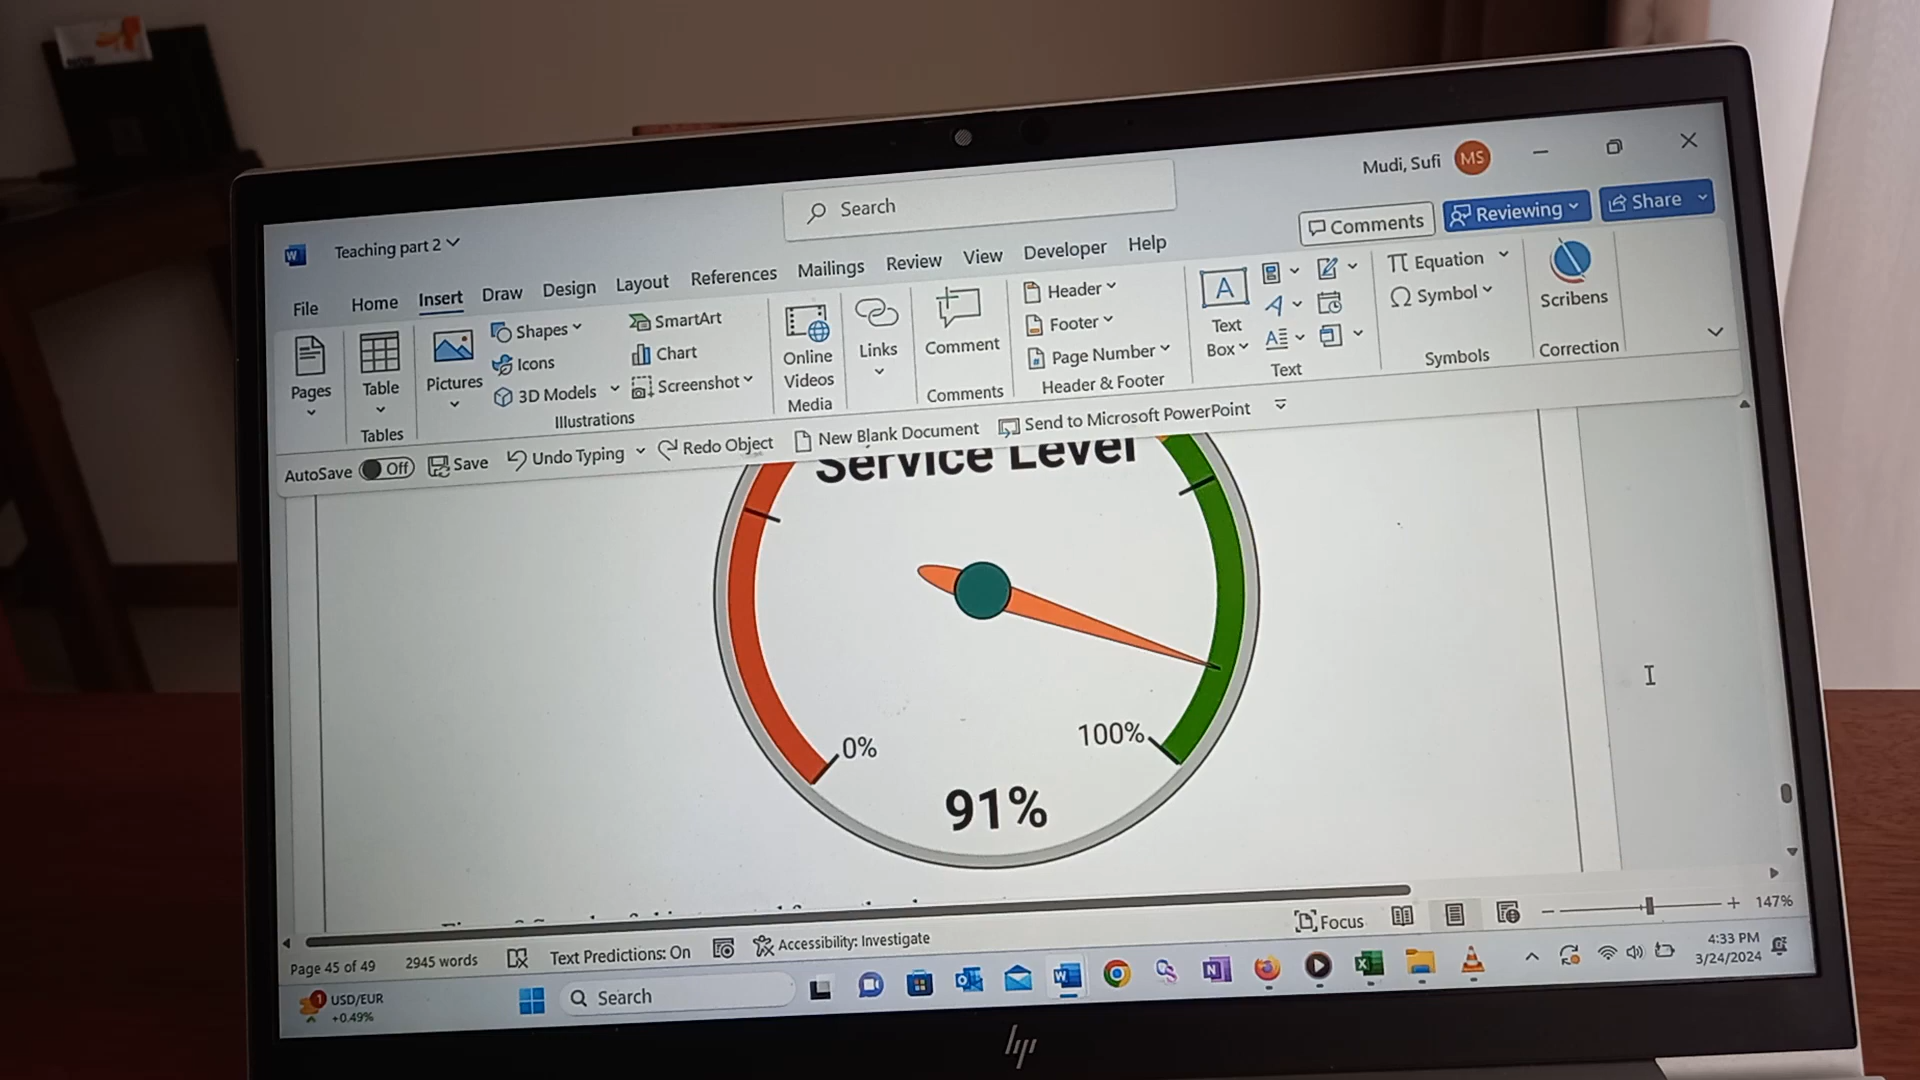 Mudi, Sufi MS
Search
Teaching part 2
Comments Reviewing Share
File Home Insert Draw Design Layout References Mailings Review View Developer Help
Pages
Table
Tables
Pictures
Shapes
Icons
3D Models
SmartArt
Chart
Screenshot
Illustrations
Online
Videos
Media
Links
Comment
Comments
Header
Footer
Page Number
Header & Footer
A
Text
Box
Text
Equation
Symbol
Symbols
Scribens
Correction
AutoSave Off Save Undo Typing Redo Object New Blank Document Send to Microsoft PowerPoint
Service Level
0%
100%
91%
Page 45 of 49 2945 words Text Predictions: On Accessibility: Investigate Focus 147%
USD/EUR
+0.49%
Search
4:33 PM
3/24/2024
hp